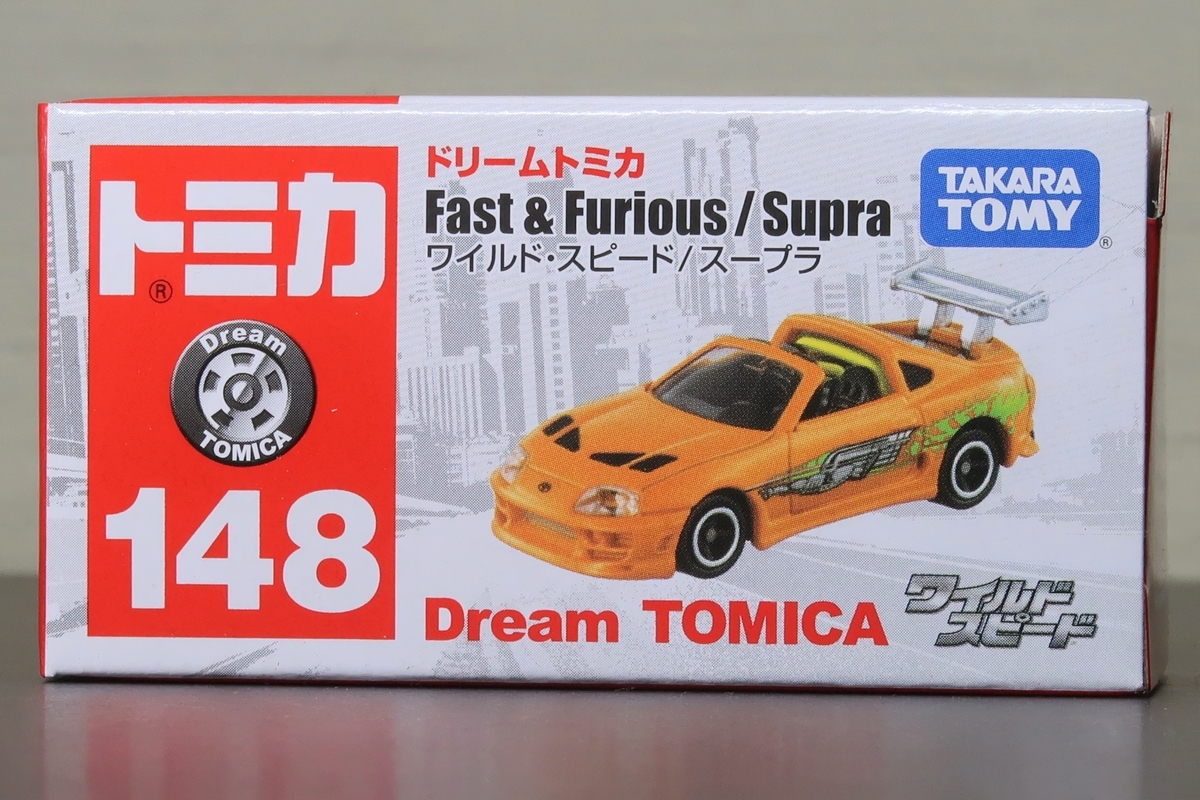 トミカ
®
Dream
TOMICA
148
ドリームトミカ
Fast & Furious / Supra
ワイルド・スピード/スープラ
TAKARA
TOMY
®
Dream TOMICA
ワイルド
スピード